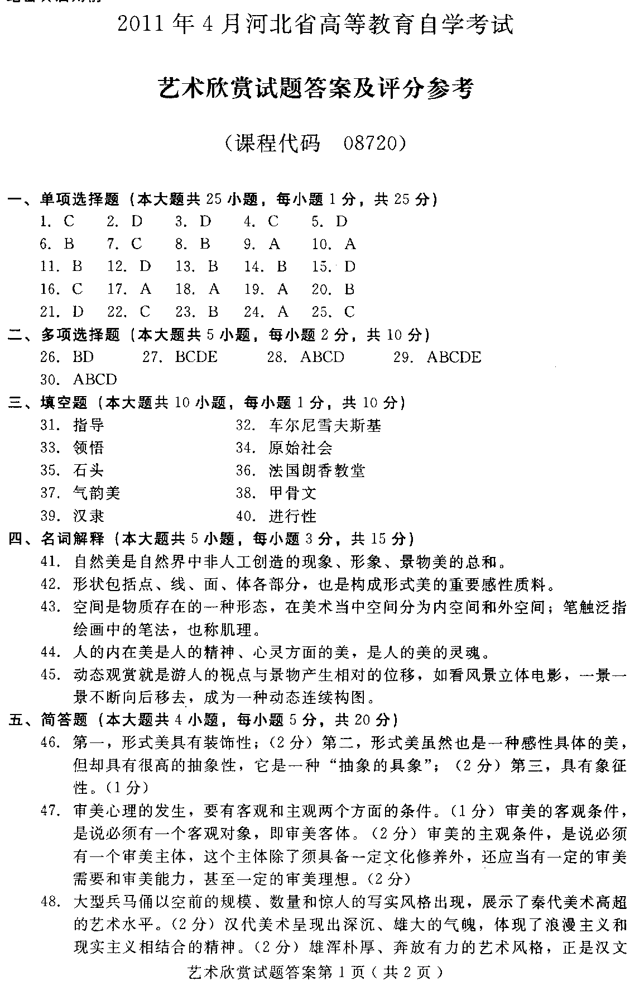 2011 年 4 月河北省高等教育自学考试
艺术欣赏试题答案及评分参考
（课程代码　08720）
一、单项选择题（本大题共 25 小题，每小题 1 分，共 25 分）
1. C　2. D　3. D　4. C　5. D
6. B　7. C　8. B　9. A　10. A
11. B　12. D　13. B　14. B　15. D
16. C　17. A　18. A　19. A　20. B
21. D　22. C　23. B　24. A　25. C
二、多项选择题（本大题共 5 小题，每小题 2 分，共 10 分）
26. BD　27. BCDE　28. ABCD　29. ABCDE
30. ABCD
三、填空题（本大题共 10 小题，每小题 1 分，共 10 分）
31. 指导　32. 车尔尼雪夫斯基
33. 领悟　34. 原始社会
35. 石头　36. 法国朗香教堂
37. 气韵美　38. 甲骨文
39. 汉隶　40. 进行性
四、名词解释（本大题共 5 小题，每小题 3 分，共 15 分）
41. 自然美是自然界中非人工创造的现象、形象、景物美的总和。
42. 形状包括点、线、面、体各部分，也是构成形式美的重要感性质料。
43. 空间是物质存在的一种形态，在美术当中空间分为内空间和外空间；笔触泛指
绘画中的笔法，也称肌理。
44. 人的内在美是人的精神、心灵方面的美，是人的美的灵魂。
45. 动态观赏就是游人的视点与景物产生相对的位移，如看风景立体电影，一景一
景不断向后移去，成为一种动态连续构图。
五、简答题（本大题共 4 小题，每小题 5 分，共 20 分）
46. 第一，形式美具有装饰性；（2 分）第二，形式美虽然也是一种感性具体的美，
但却具有很高的抽象性，它是一种“抽象的具象”；（2 分）第三，具有象征
性。（1 分）
47. 审美心理的发生，要有客观和主观两个方面的条件。（1 分）审美的客观条件，
是说必须有一个客观对象，即审美客体。（2 分）审美的主观条件，是说必须
有一个审美主体，这个主体除了须具备一定文化修养外，还应当有一定的审美
需要和审美能力，甚至一定的审美理想。（2 分）
48. 大型兵马俑以空前的规模、数量和惊人的写实风格出现，展示了秦代美术高超
的艺术水平。（2 分）汉代美术呈现出深沉、雄大的气魄，体现了浪漫主义和
现实主义相结合的精神。（2 分）雄浑朴厚、奔放有力的艺术风格，正是汉文
艺术欣赏试题答案第 1 页（ 共 2 页 ）